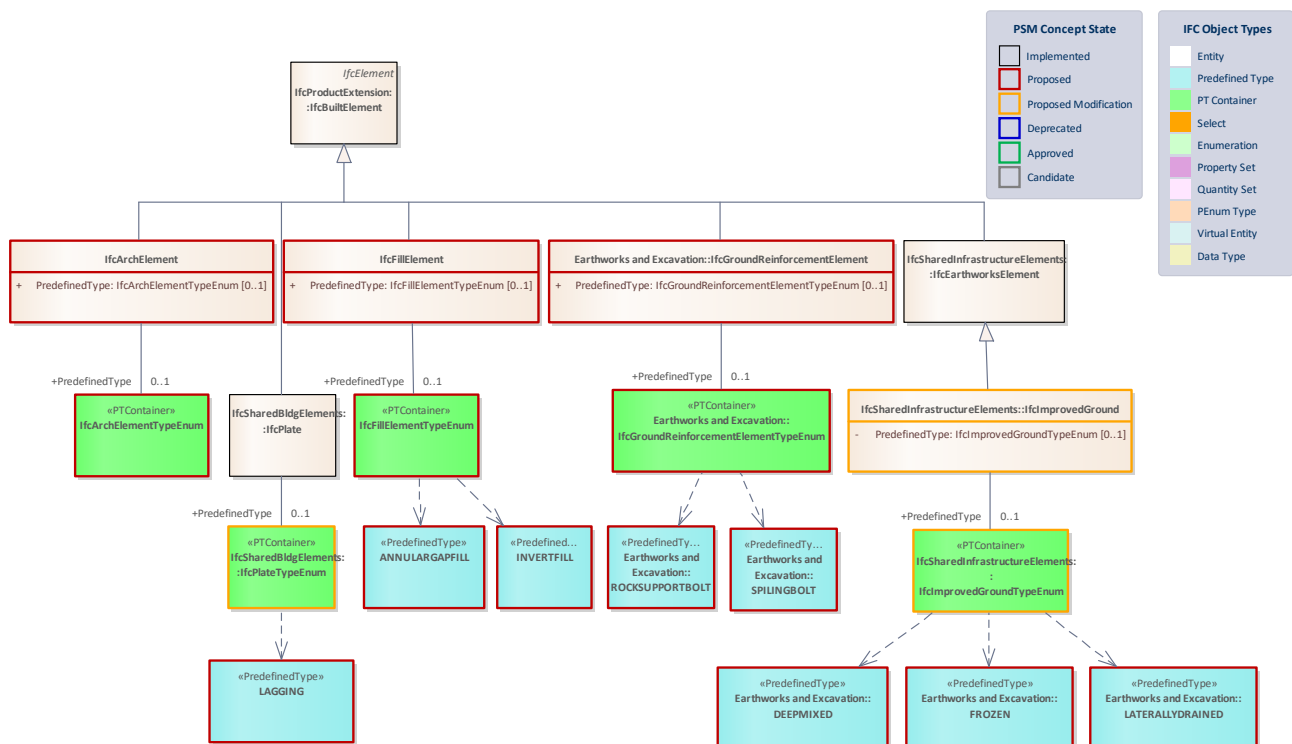 PSM Concept State
Implemented
Proposed
Proposed Modification
Deprecated
Approved
Candidate
IFC Object Types
Entity
Predefined Type
PT Container
Select
Enumeration
Property Set
Quantity Set
PEnum Type
Virtual Entity
Data Type
IfcElement
IfcProductExtension:
:IfcBuiltElement
IfcArchElement
+ PredefinedType: IfcArchElementTypeEnum [0..1]
IfcFillElement
+ PredefinedType: IfcFillElementTypeEnum [0..1]
Earthworks and Excavation::IfcGroundReinforcementElement
+ PredefinedType: IfcGroundReinforcementElementTypeEnum [0..1]
IfcSharedInfrastructureElements:
:IfcEarthworksElement
+PredefinedType 0..1
«PTContainer»
IfcArchElementTypeEnum
IfcSharedBldgElements:
:IfcPlate
+PredefinedType 0..1
«PTContainer»
IfcFillElementTypeEnum
+PredefinedType 0..1
«PTContainer»
Earthworks and Excavation::
IfcGroundReinforcementElementTypeEnum
IfcSharedInfrastructureElements::IfcImprovedGround
- PredefinedType: IfcImprovedGroundTypeEnum [0..1]
+PredefinedType 0..1
«PTContainer»
IfcSharedBldgElements:
:IfcPlateTypeEnum
«PredefinedType»
ANNULARGAPFILL
«Predefined...
INVERTFILL
«PredefinedTy...
Earthworks and
Excavation::
ROCKSUPPORTBOLT
«PredefinedTy...
Earthworks and
Excavation::
SPILINGBOLT
+PredefinedType 0..1
«PTContainer»
IfcSharedInfrastructureElements:
:
IfcImprovedGroundTypeEnum
«PredefinedType»
LAGGING
«PredefinedType»
Earthworks and Excavation::
DEEPMIXED
«PredefinedType»
Earthworks and Excavation::
FROZEN
«PredefinedType»
Earthworks and Excavation::
LATERALLYDRAINED